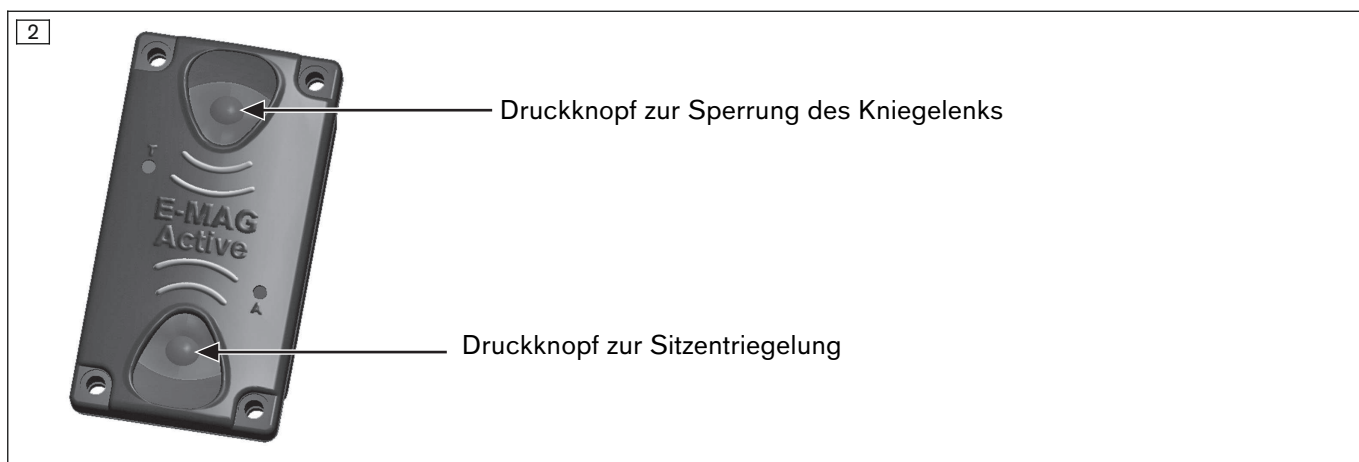 2
Druckknopf zur Sperrung des Kniegelenks
T
E-MAG
Active
A
Druckknopf zur Sitzentriegelung